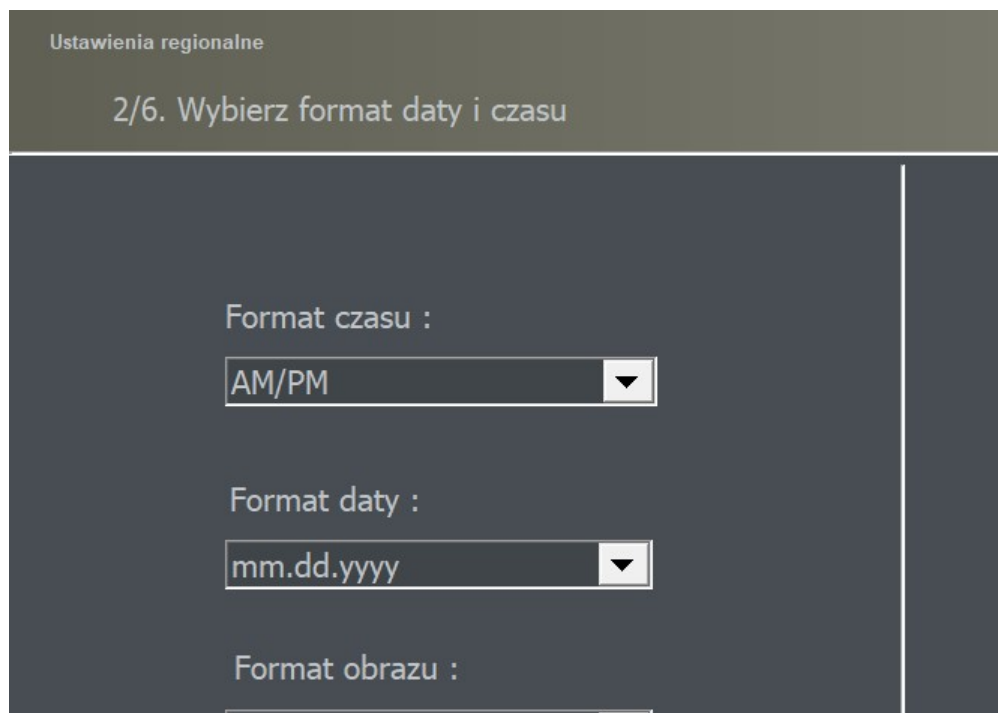 Ustawienia regionalne
2/6. Wybierz format daty i czasu
Format czasu :
AM/PM
Format daty :
mm.dd.yyyy
Format obrazu :